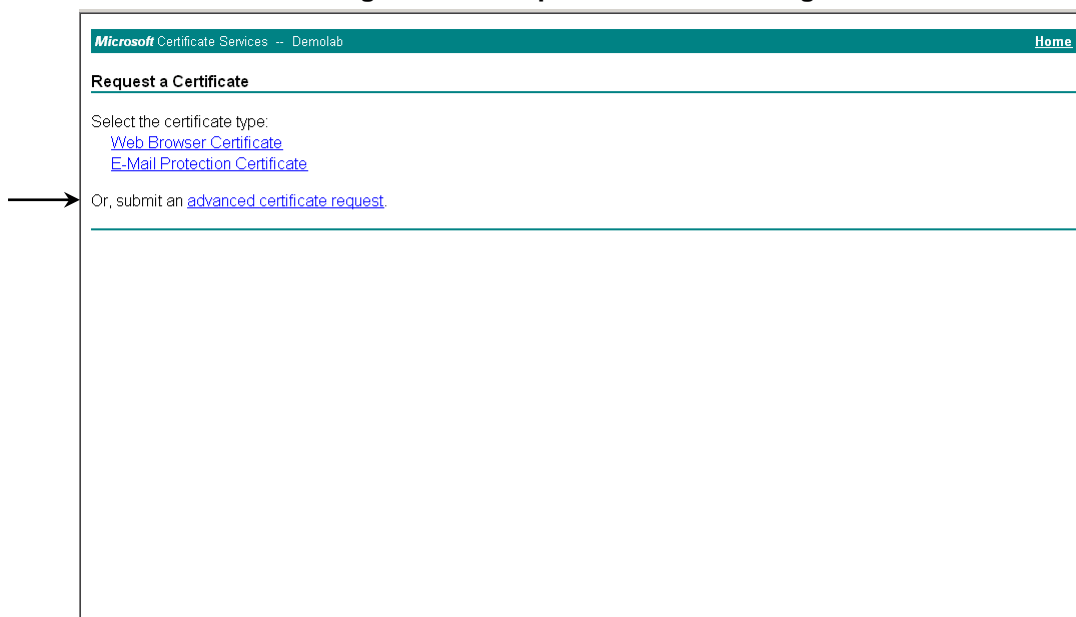 Microsoft Certificate Services -- Demolab Home
Request a Certificate
Select the certificate type:
Web Browser Certificate
E-Mail Protection Certificate
Or, submit an advanced certificate request.